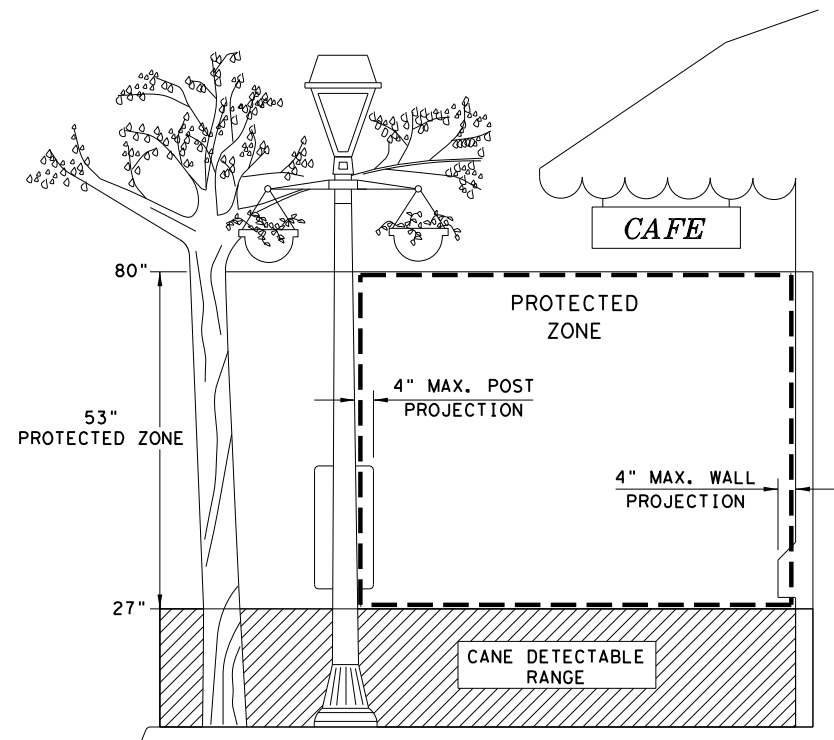 CAFE
80"
PROTECTED
ZONE
4" MAX. POST
PROJECTION
53"
PROTECTED ZONE
4" MAX. WALL
PROJECTION
27"
CANE DETECTABLE
RANGE